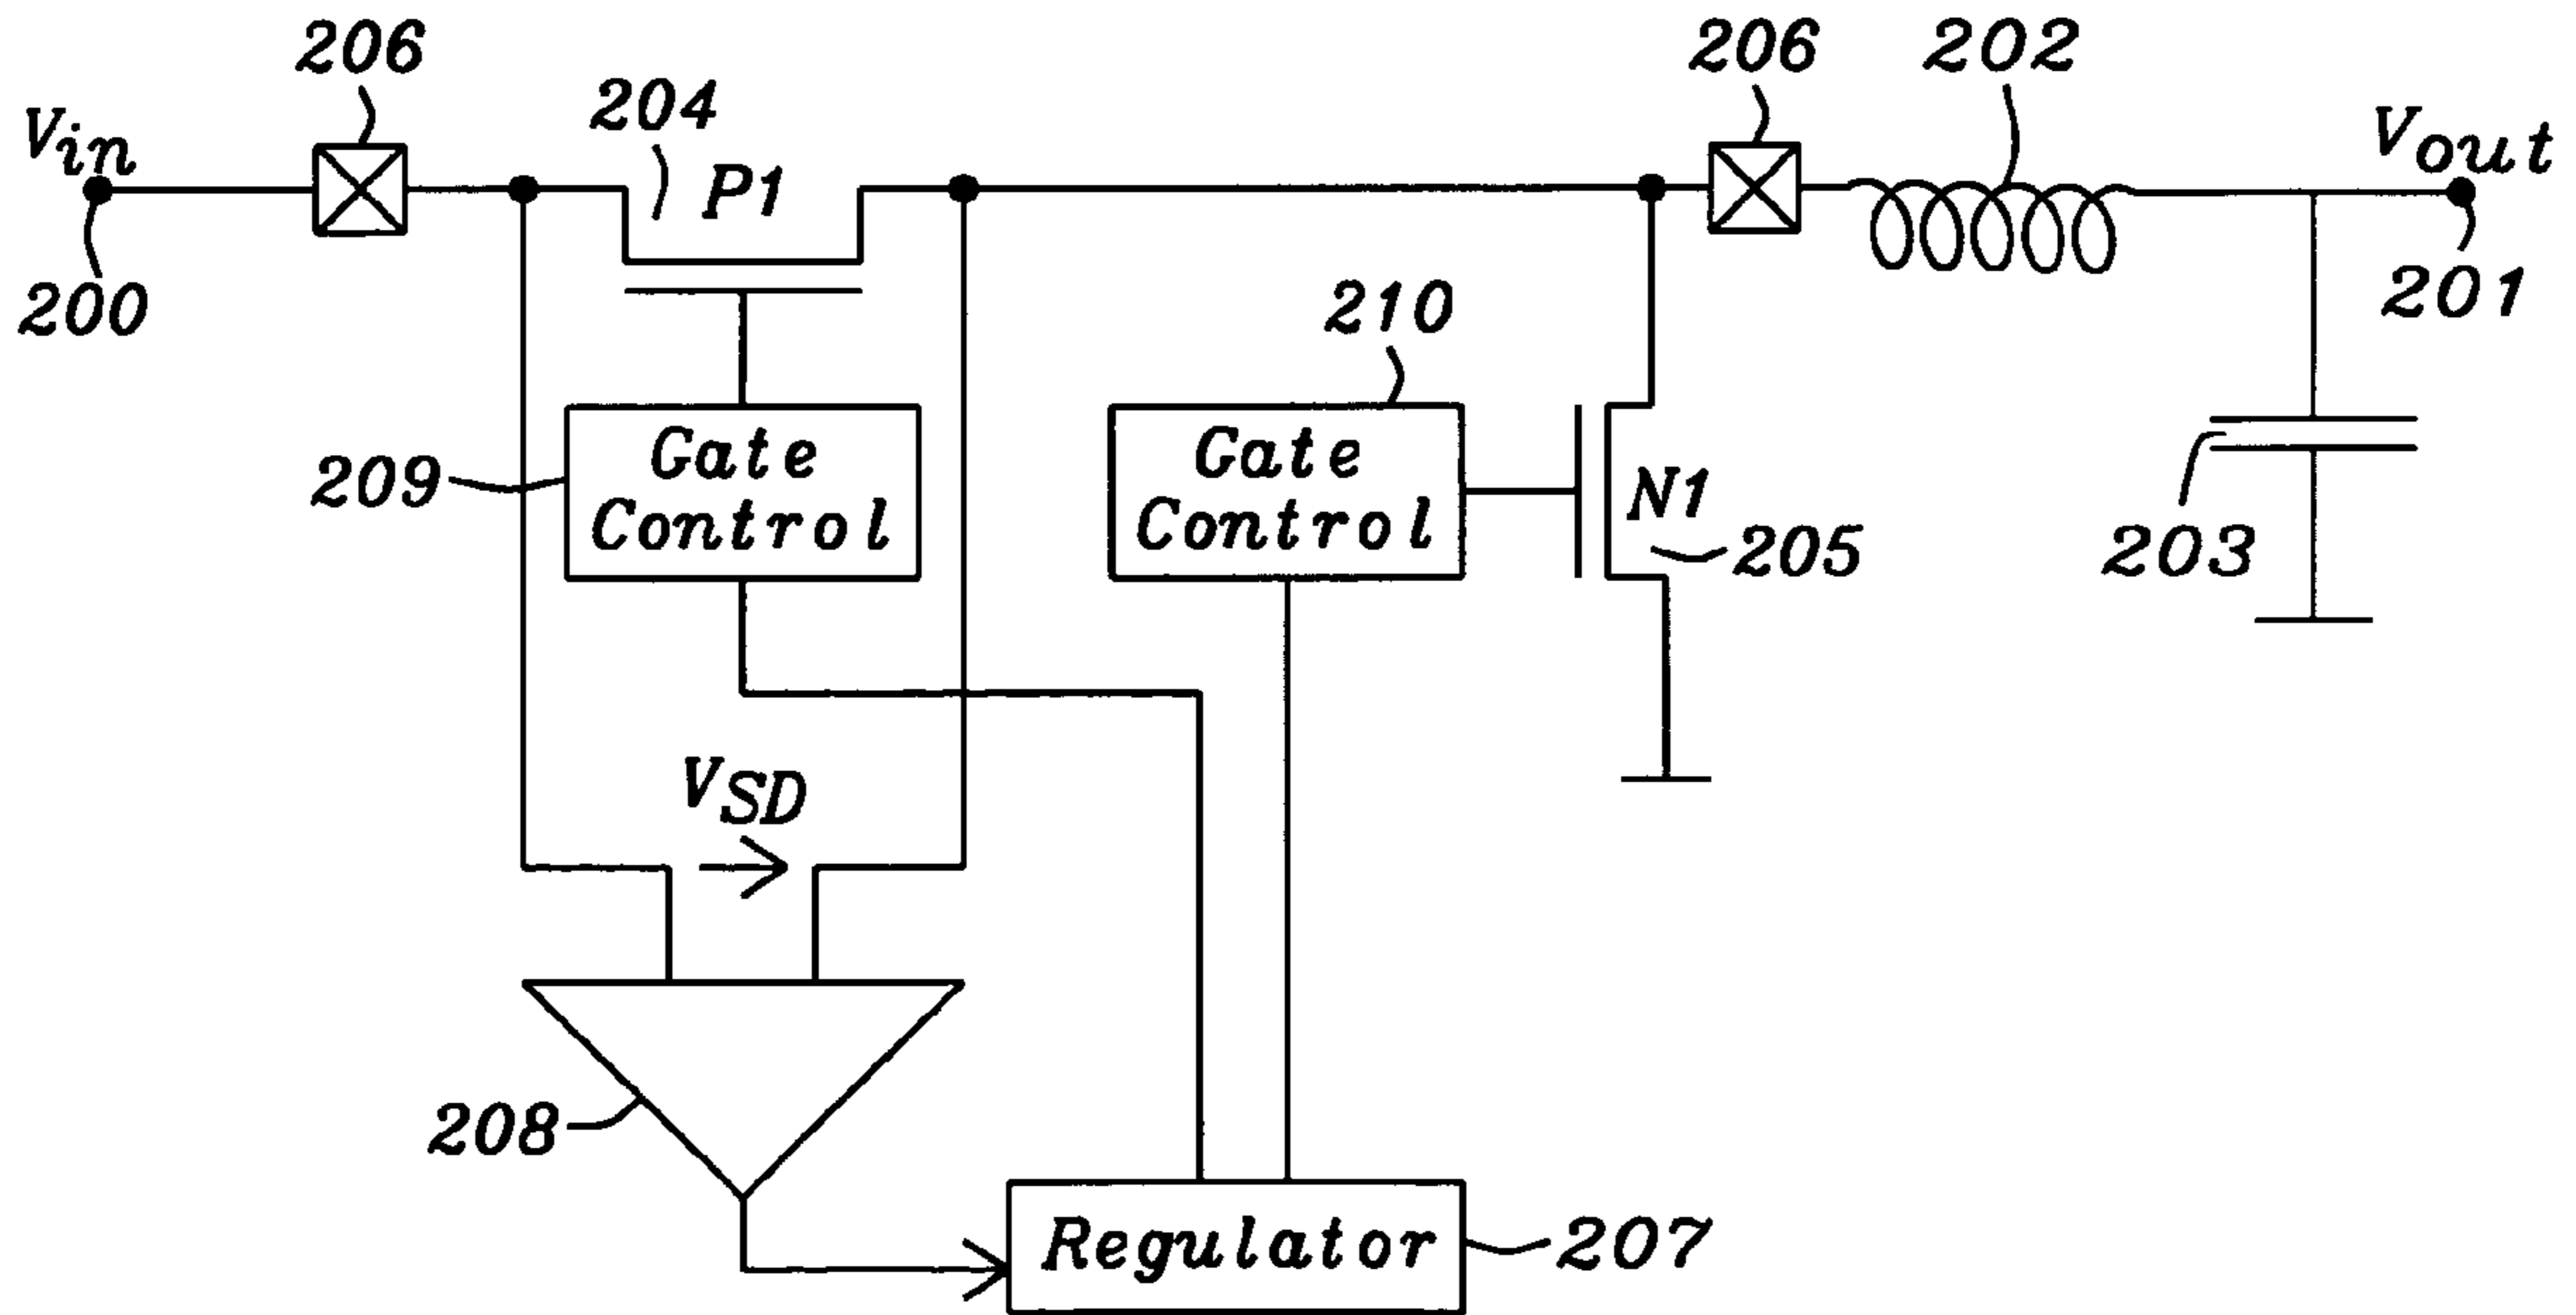 206
206
202
204
Vin
P1
Vout
200
201
210
Gate
Control
209
Gate
Control
N1
205
203
VSD
208
Regulator
207